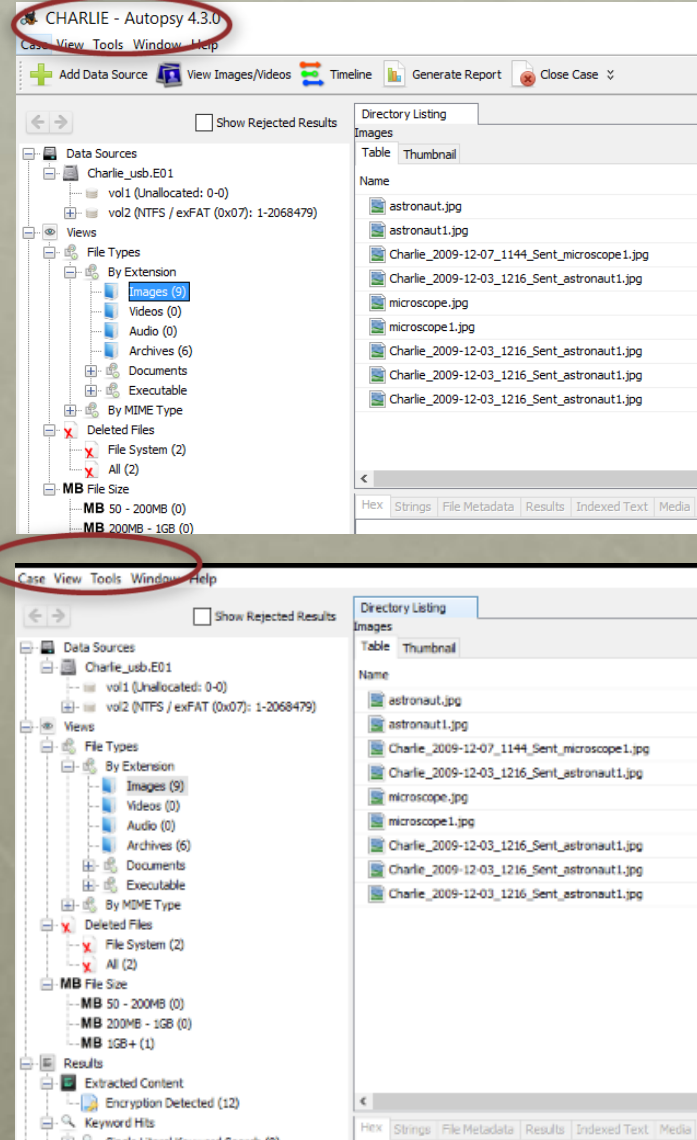 CHARLIE - Autopsy 4.3.0
Case View Tools Window Help
Add Data Source View Images/Videos Timeline Generate Report Close Case
Show Rejected Results
Data Sources
Charlie_usb.E01
vol1 (Unallocated: 0-0)
vol2 (NTFS / exFAT (0x07): 1-2068479)
Views
File Types
By Extension
Images (9)
Videos (0)
Audio (0)
Archives (6)
Documents
Executable
By MIME Type
Deleted Files
File System (2)
All (2)
MB File Size
MB 50 - 200MB (0)
MB 200MB - 1GB (0)
Directory Listing
Images
Table Thumbnail
Name
astronaut.jpg
astronaut1.jpg
Charlie_2009-12-07_1144_Sent_microscope1.jpg
Charlie_2009-12-03_1216_Sent_astronaut1.jpg
microscope.jpg
microscope1.jpg
Charlie_2009-12-03_1216_Sent_astronaut1.jpg
Charlie_2009-12-03_1216_Sent_astronaut1.jpg
Charlie_2009-12-03_1216_Sent_astronaut1.jpg
Hex Strings File Metadata Results Indexed Text Media
Case View Tools Window Help
Show Rejected Results
Data Sources
Charlie_usb.E01
vol1 (Unallocated: 0-0)
vol2 (NTFS / exFAT (0x07): 1-2068479)
Views
File Types
By Extension
Images (9)
Videos (0)
Audio (0)
Archives (6)
Documents
Executable
By MIME Type
Deleted Files
File System (2)
All (2)
MB File Size
MB 50 - 200MB (0)
MB 200MB - 1GB (0)
MB 1GB+ (1)
Results
Extracted Content
Encryption Detected (12)
Keyword Hits
Directory Listing
Images
Table Thumbnail
Name
astronaut.jpg
astronaut1.jpg
Charlie_2009-12-07_1144_Sent_microscope1.jpg
Charlie_2009-12-03_1216_Sent_astronaut1.jpg
microscope.jpg
microscope1.jpg
Charlie_2009-12-03_1216_Sent_astronaut1.jpg
Charlie_2009-12-03_1216_Sent_astronaut1.jpg
Charlie_2009-12-03_1216_Sent_astronaut1.jpg
Hex Strings File Metadata Results Indexed Text Media